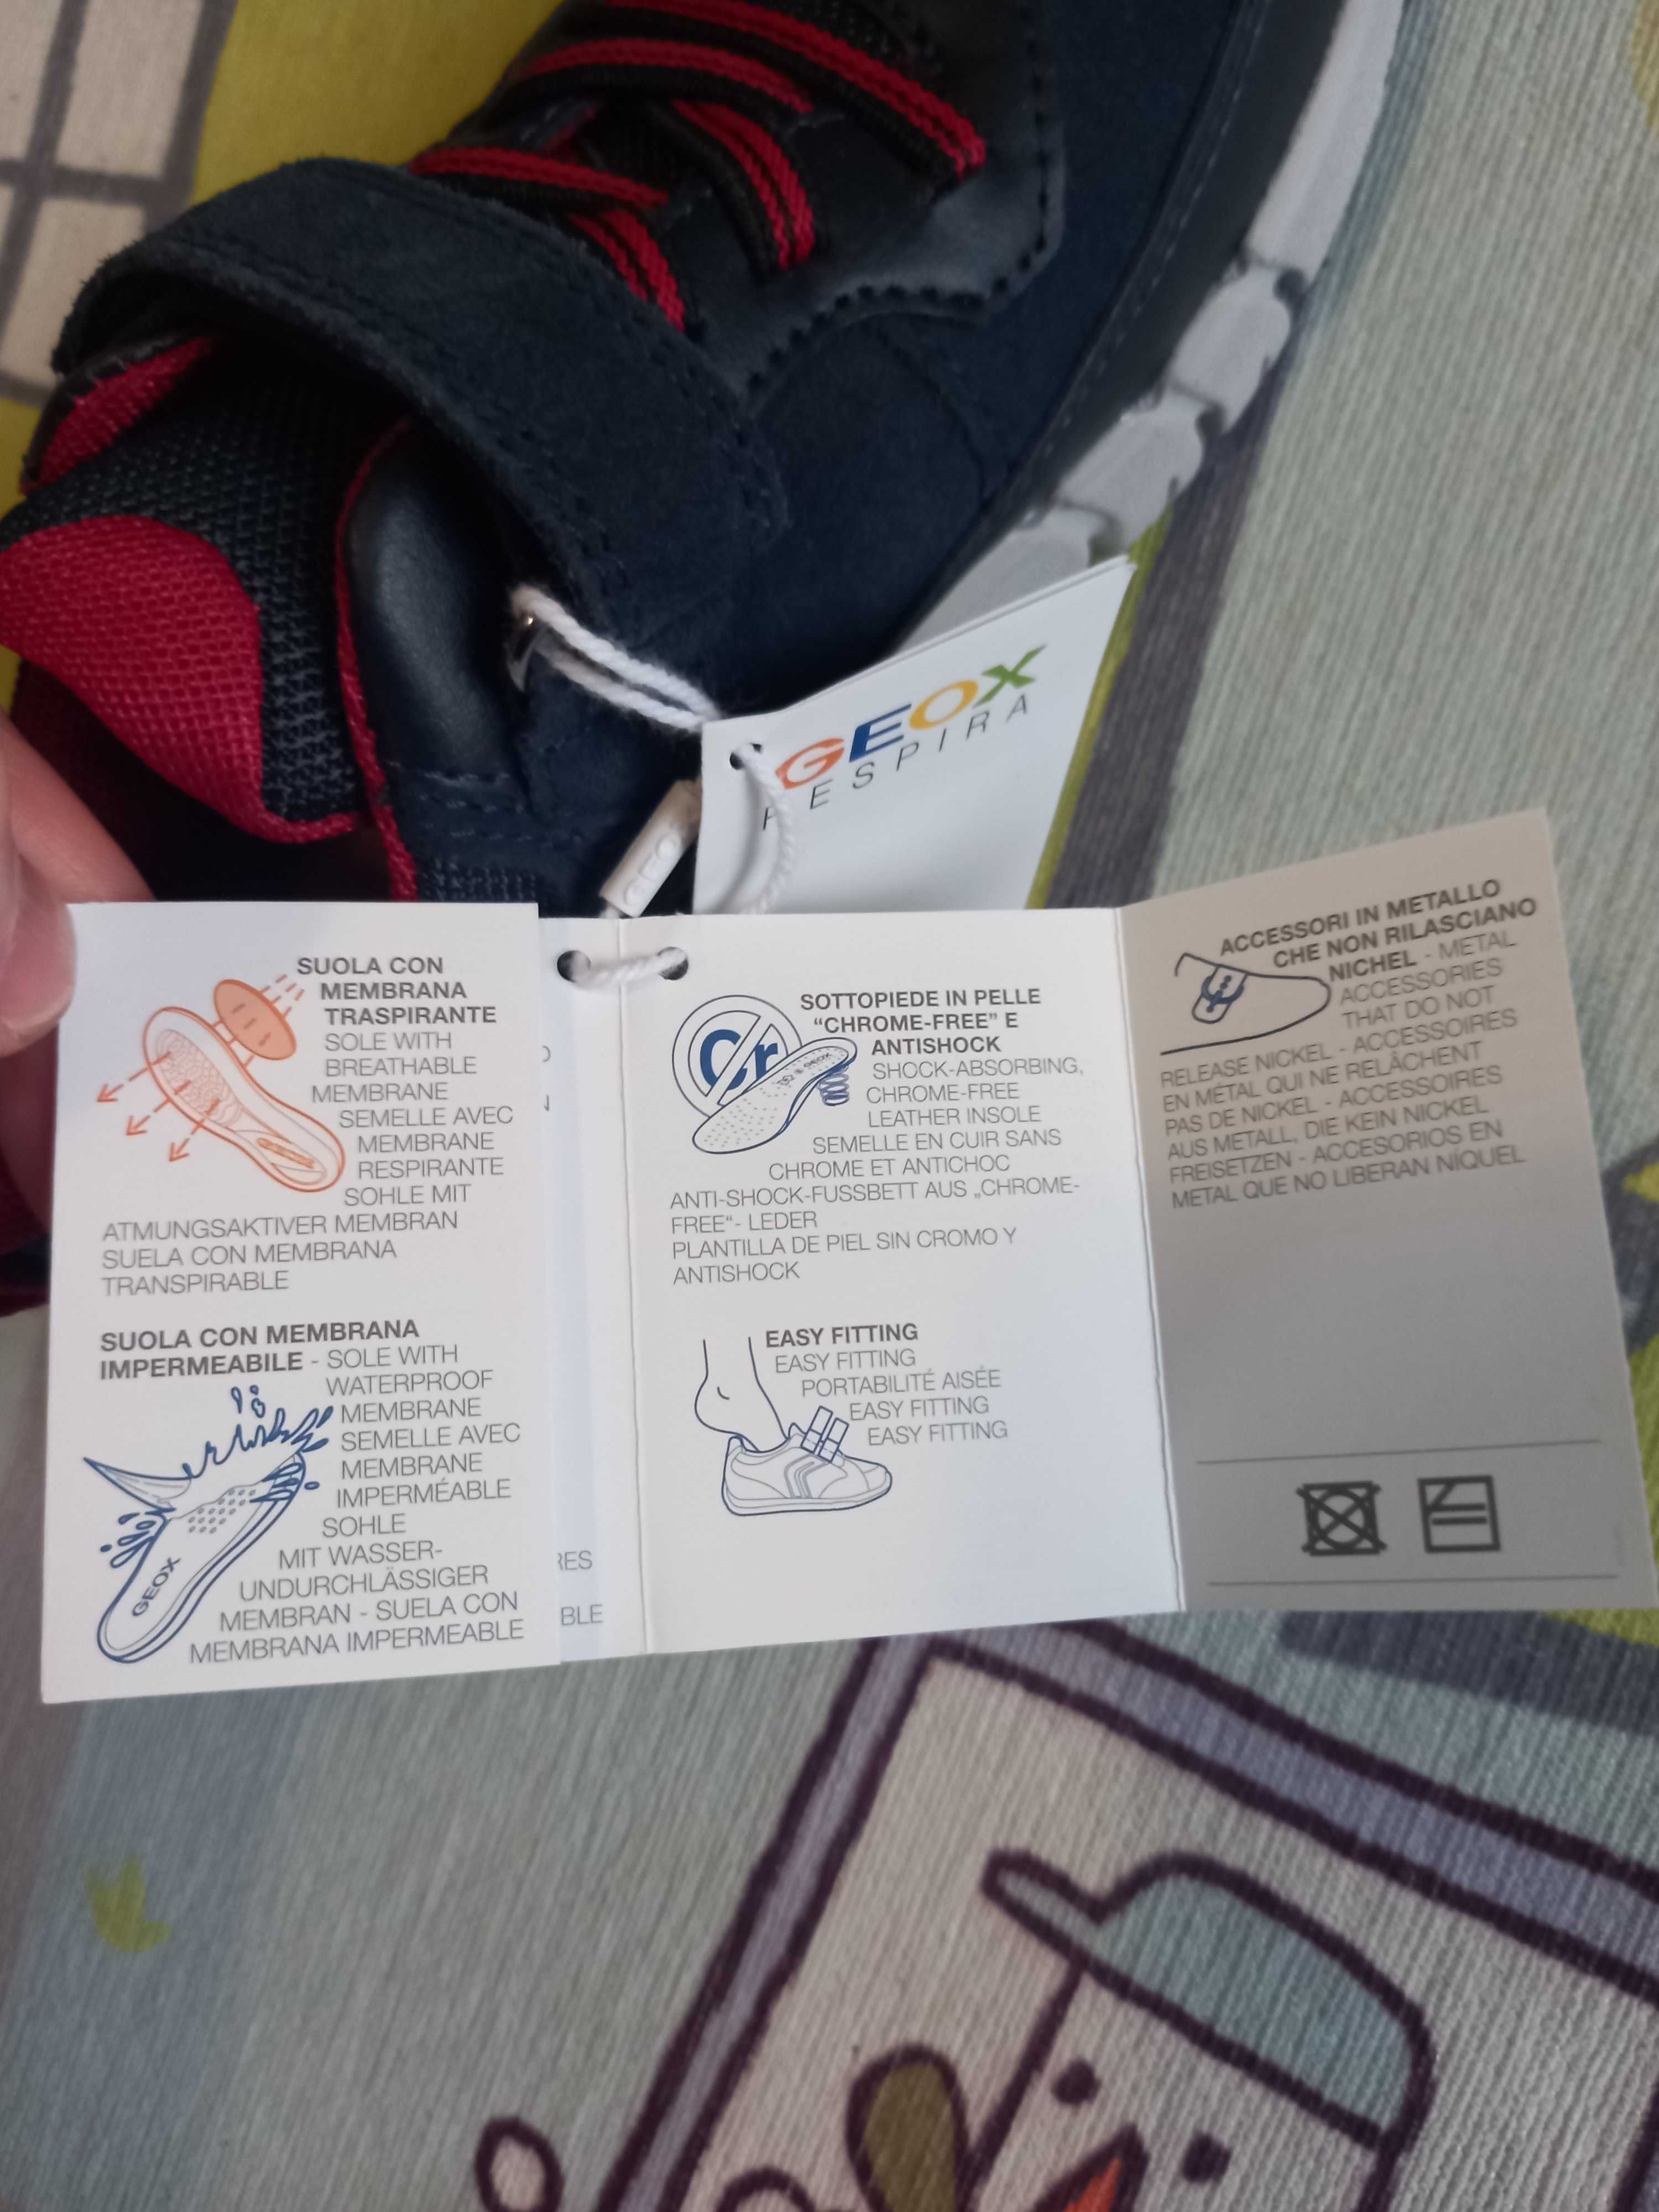 GEOX
RESPIRA
SUOLA CON
MEMBRANA
TRASPIRANTE
SOLE WITH
BREATHABLE
MEMBRANE
SEMELLE AVEC
MEMBRANE
RESPIRANTE
SOHLE MIT
ATMUNGSAKTIVER MEMBRAN
SUELA CON MEMBRANA
TRANSPIRABLE
SUOLA CON MEMBRANA
IMPERMEABILE - SOLE WITH
WATERPROOF
MEMBRANE
SEMELLE AVEC
MEMBRANE
IMPERMÉABLE
SOHLE
MIT WASSER-
UNDURCHLÄSSIGER
MEMBRAN - SUELA CON
MEMBRANA IMPERMEABLE
GEOX
RES
BLE
Cr
SOTTOPIEDE IN PELLE
“CHROME-FREE” E
ANTISHOCK
SHOCK-ABSORBING,
CHROME-FREE
LEATHER INSOLE
SEMELLE EN CUIR SANS
CHROME ET ANTICHOC
ANTI-SHOCK-FUSSBETT AUS „CHROME-
FREE“- LEDER
PLANTILLA DE PIEL SIN CROMO Y
ANTISHOCK
EASY FITTING
EASY FITTING
PORTABILITÉ AISÉE
EASY FITTING
EASY FITTING
ACCESSORI IN METALLO
CHE NON RILASCIANO
NICHEL - METAL
ACCESSORIES
THAT DO NOT
RELEASE NICKEL - ACCESSOIRES
EN MÉTAL QUI NE RELÂCHENT
PAS DE NICKEL - ACCESSOIRES
AUS METALL, DIE KEIN NICKEL
FREISETZEN - ACCESORIOS EN
METAL QUE NO LIBERAN NÍQUEL